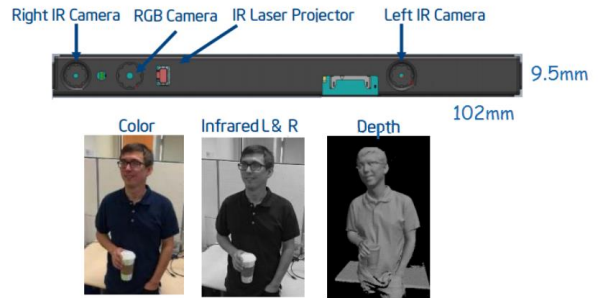 Right IR Camera
RGB Camera
IR Laser Projector
Left IR Camera
9.5mm
102mm
Color
Infrared L & R
Depth